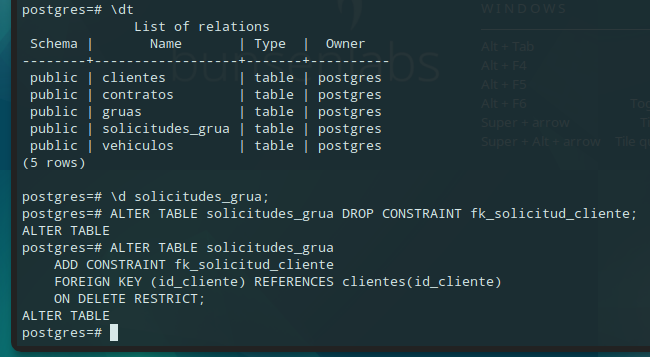 postgres=# \dt
List of relations
Schema | Name | Type | Owner
--------+------------------+-------+----------
public | clientes | table | postgres
public | contratos | table | postgres
public | gruas | table | postgres
public | solicitudes_grua | table | postgres
public | vehiculos | table | postgres
(5 rows)
postgres=# \d solicitudes_grua;
postgres=# ALTER TABLE solicitudes_grua DROP CONSTRAINT fk_solicitud_cliente;
ALTER TABLE
postgres=# ALTER TABLE solicitudes_grua
ADD CONSTRAINT fk_solicitud_cliente
FOREIGN KEY (id_cliente) REFERENCES clientes(id_cliente)
ON DELETE RESTRICT;
ALTER TABLE
postgres=#
WINDOWS
Alt + Tab
Alt + F4
Alt + F5
Alt + F6
Super + arrow
Super + Alt + arrow